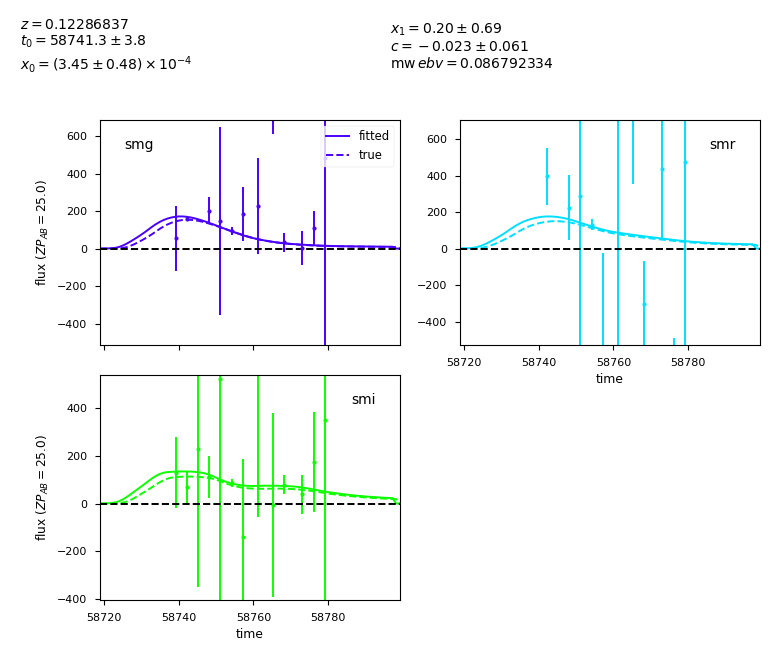 z = 0.12286837
t₀ = 58741.3 ± 3.8
x₀ = (3.45 ± 0.48) × 10⁻⁴
x₁ = 0.20 ± 0.69
c = −0.023 ± 0.061
mw ebv = 0.086792334
smg
fitted
true
600
400
200
0
−200
−400
flux (ZP_AB = 25.0)
smr
600
400
200
0
−200
−400
58720 58740 58760 58780
time
smi
400
200
0
−200
−400
flux (ZP_AB = 25.0)
58720 58740 58760 58780
time